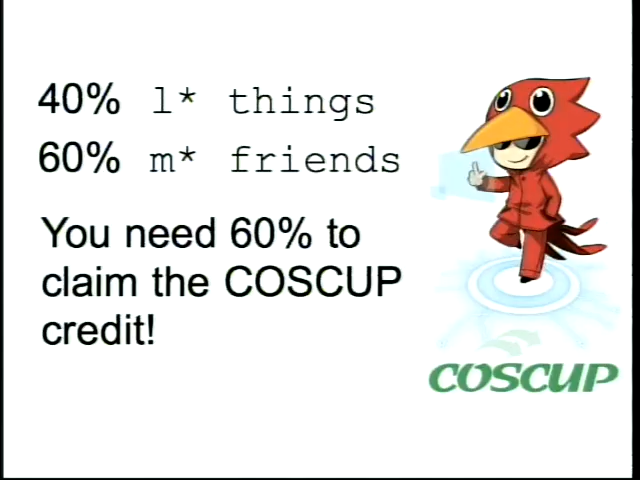 40% l* things
60% m* friends
You need 60% to
claim the COSCUP
credit!
COSCUP